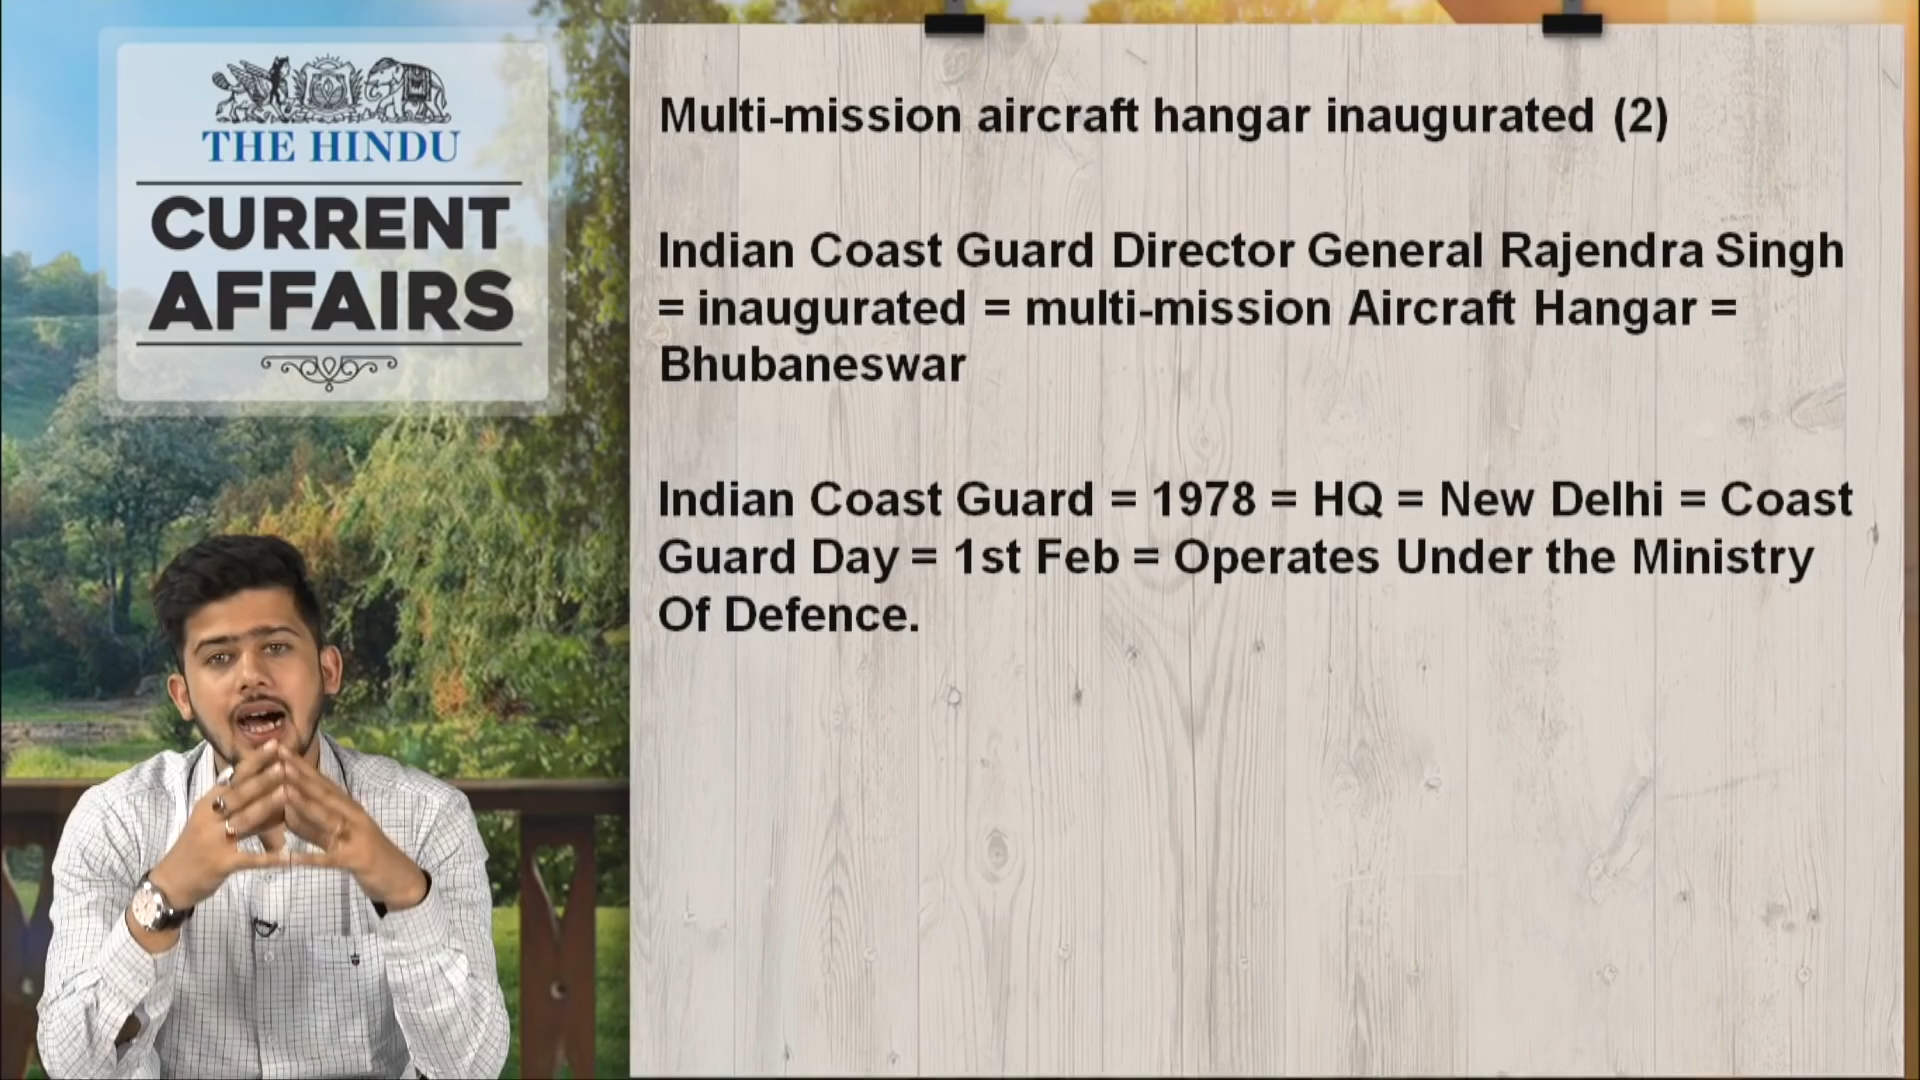 THE HINDU
CURRENT
AFFAIRS
Multi-mission aircraft hangar inaugurated (2)
Indian Coast Guard Director General Rajendra Singh
= inaugurated = multi-mission Aircraft Hangar =
Bhubaneswar
Indian Coast Guard = 1978 = HQ = New Delhi = Coast
Guard Day = 1st Feb = Operates Under the Ministry
Of Defence.